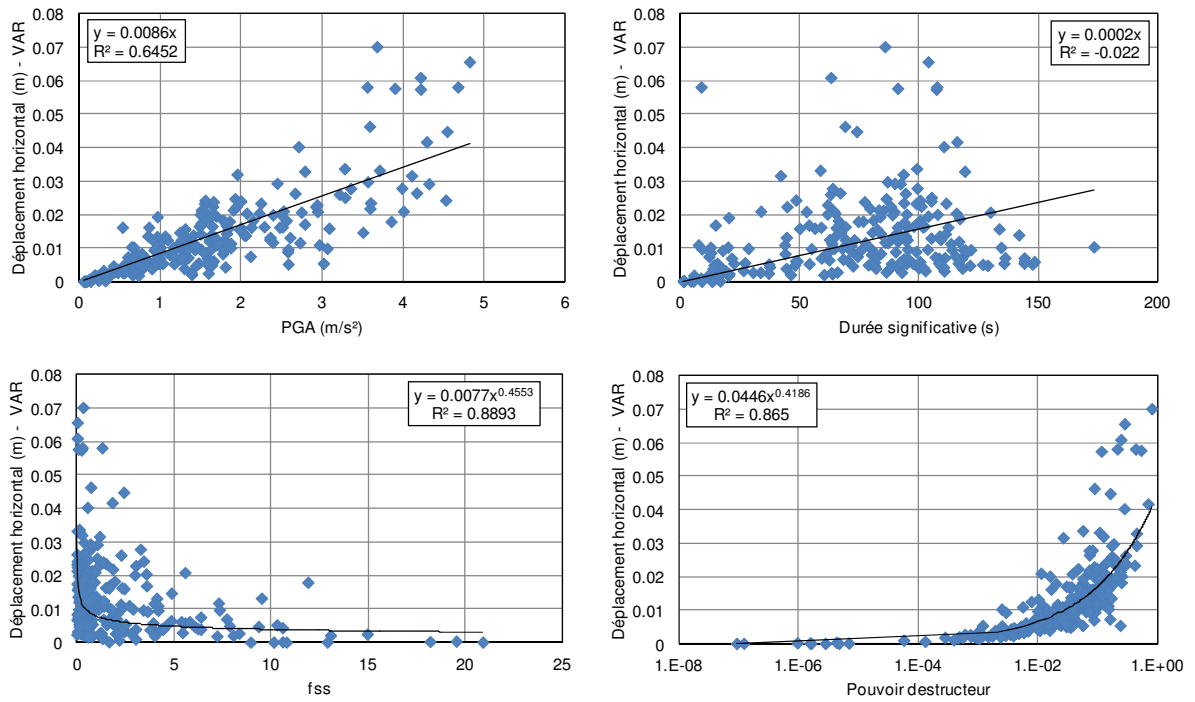 Déplacement horizontal (m) - VAR
0.08
0.07
0.06
0.05
0.04
0.03
0.02
0.01
0
y = 0.0086x
R² = 0.6452
0 1 2 3 4 5 6
PGA (m/s²)
Déplacement horizontal (m) - VAR
0.08
0.07
0.06
0.05
0.04
0.03
0.02
0.01
0
y = 0.0002x
R² = -0.022
0 50 100 150 200
Durée significative (s)
Déplacement horizontal (m) - VAR
0.08
0.07
0.06
0.05
0.04
0.03
0.02
0.01
0
y = 0.0077x^0.4553
R² = 0.8893
0 5 10 15 20 25
fss
Déplacement horizontal (m) - VAR
0.08
0.07
0.06
0.05
0.04
0.03
0.02
0.01
0
y = 0.0446x^0.4186
R² = 0.865
1.E-08 1.E-06 1.E-04 1.E-02 1.E+00
Pouvoir destructeur